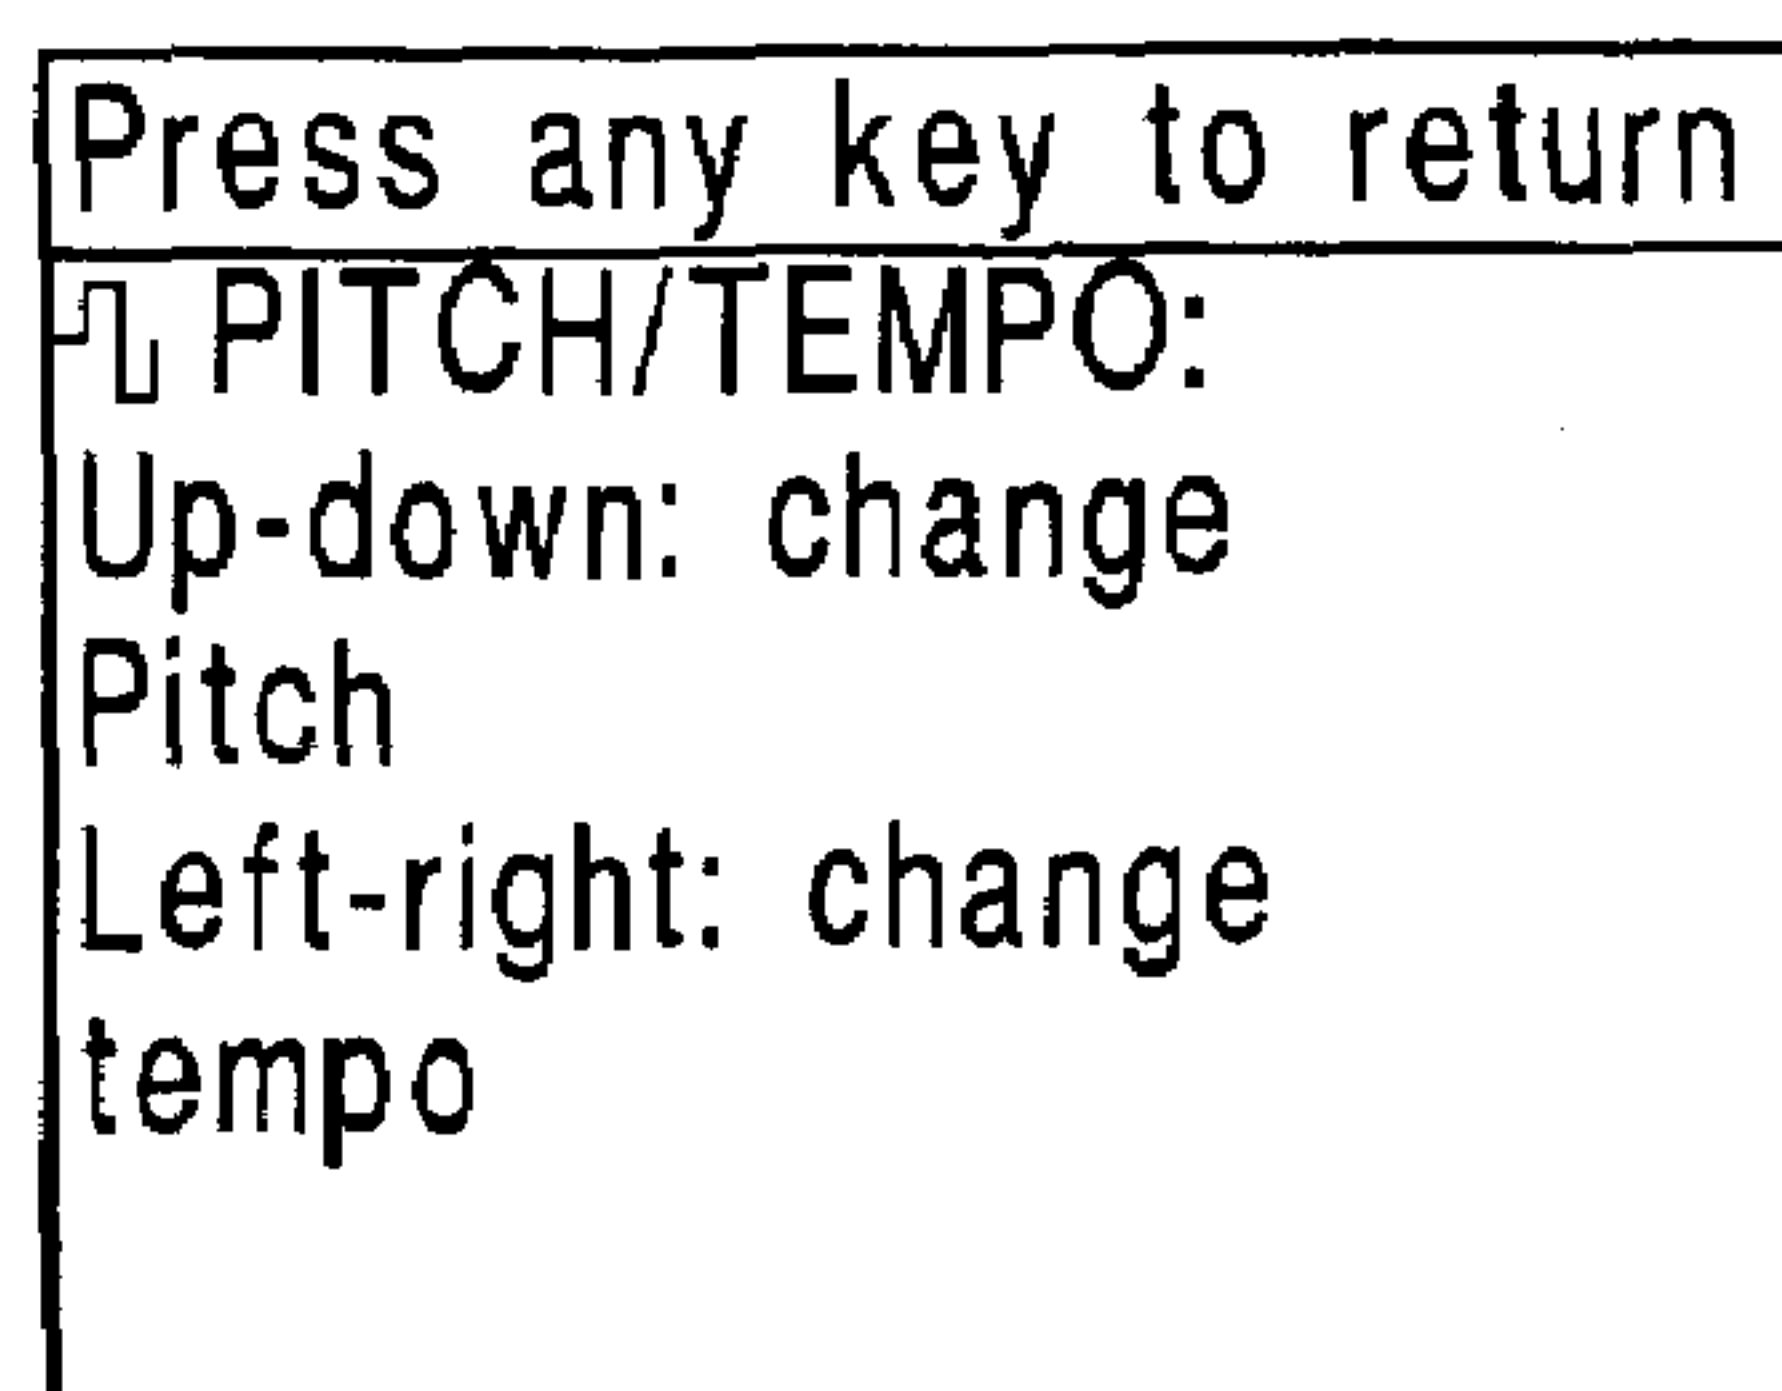 Press any key to return
PITCH/TEMPO:
Up-down: change
Pitch
Left-right: change
tempo